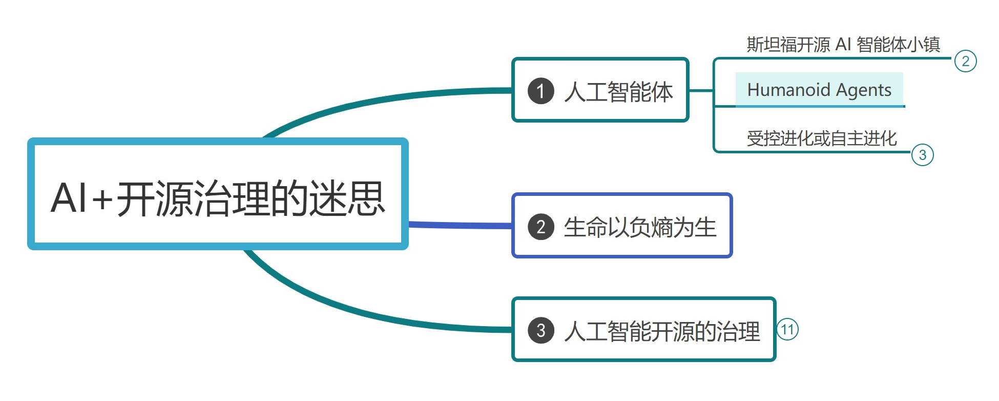 斯坦福开源 AI 智能体小镇
2
1 人工智能体
Humanoid Agents
受控进化或自主进化
3
AI+开源治理的迷思
2 生命以负熵为生
3 人工智能开源的治理
11